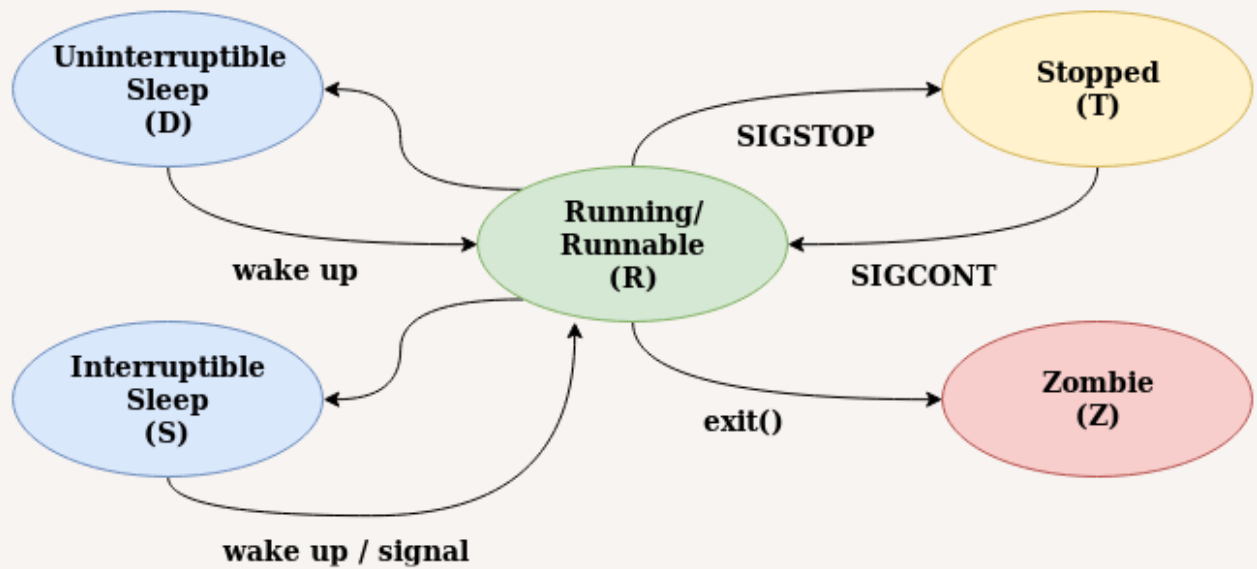 Uninterruptible
Sleep
(D)
Stopped
(T)
SIGSTOP
Running/
Runnable
(R)
wake up
SIGCONT
Interruptible
Sleep
(S)
Zombie
(Z)
exit()
wake up / signal